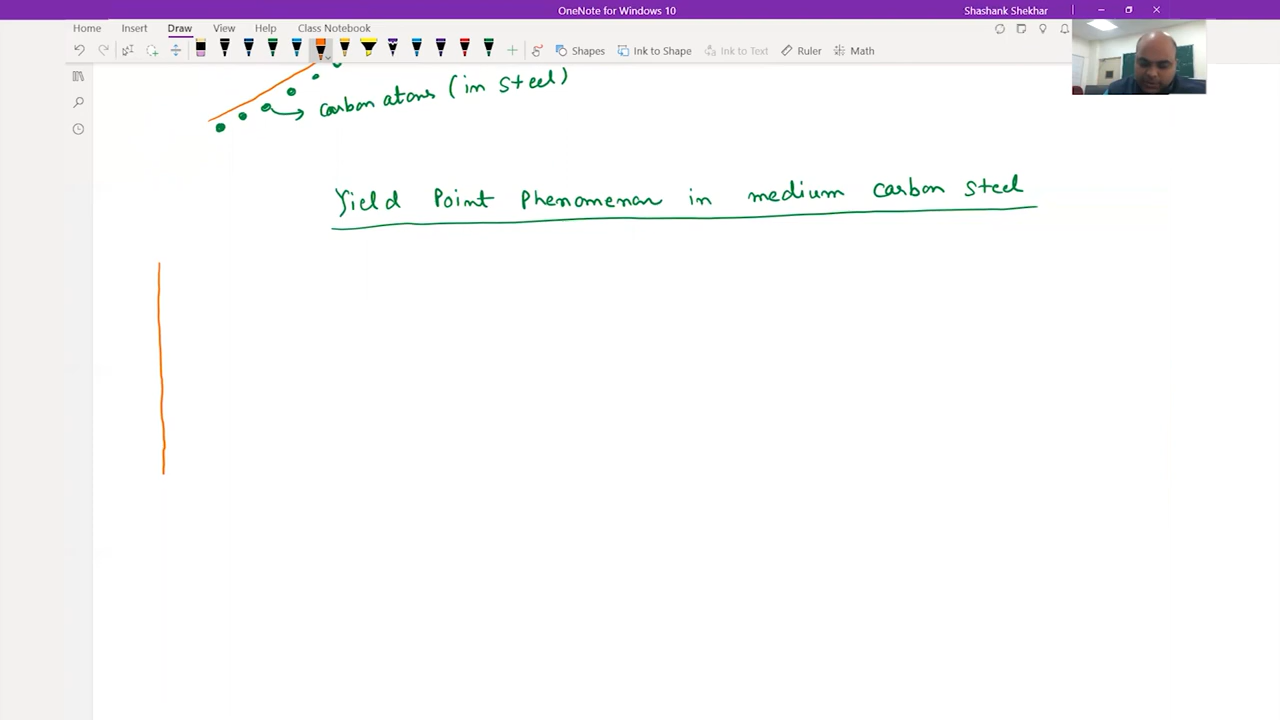 OneNote for Windows 10
Shashank Shekhar
Home Insert Draw View Help Class Notebook
Shapes Ink to Shape Ink to Text Ruler Math
carbon atoms (in steel)
Yield Point Phenomenon in medium carbon steel